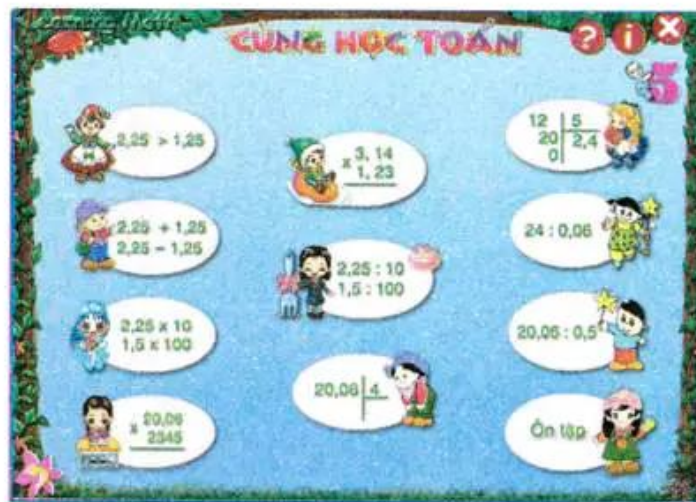 Learning Math
CÙNG HỌC TOÁN
? i X
5
2,25 > 1,25
2,25 + 1,25
2,25 − 1,25
2,25 x 10
1,5 x 100
20,06
x 2345
3, 14
x 1, 23
2,25 : 10
1,5 : 100
20,06 4
12 5
20 2,4
0
24 : 0,06
20,06 : 0,5
Ôn tập